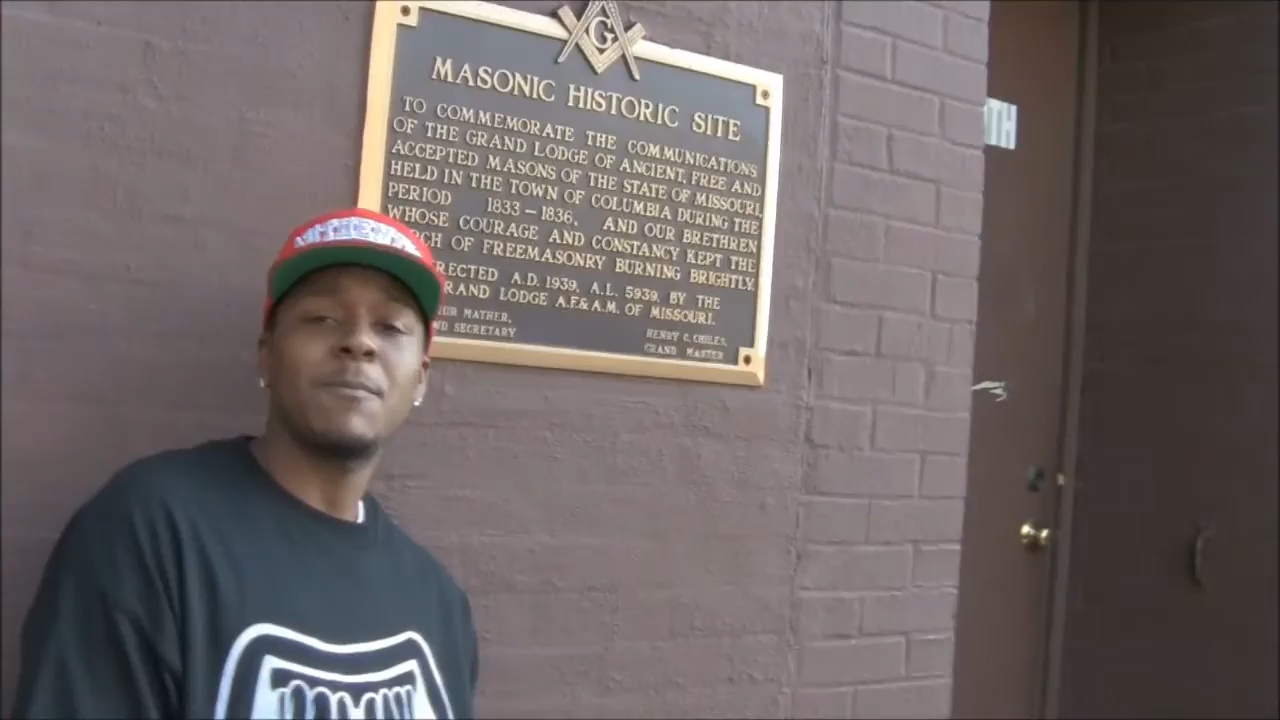 G
MASONIC HISTORIC SITE
TO COMMEMORATE THE COMMUNICATIONS
OF THE GRAND LODGE OF ANCIENT, FREE AND
ACCEPTED MASONS OF THE STATE OF MISSOURI,
HELD IN THE TOWN OF COLUMBIA DURING THE
PERIOD 1833–1836, AND OUR BRETHREN
WHOSE COURAGE AND CONSTANCY KEPT THE
RCH OF FREEMASONRY BURNING BRIGHTLY.
RECTED A.D. 1939, A.L. 5939, BY THE
RAND LODGE A.F.&A.M. OF MISSOURI.
MATHER,
SECRETARY
HENRY C. CHILES,
GRAND MASTER
TH